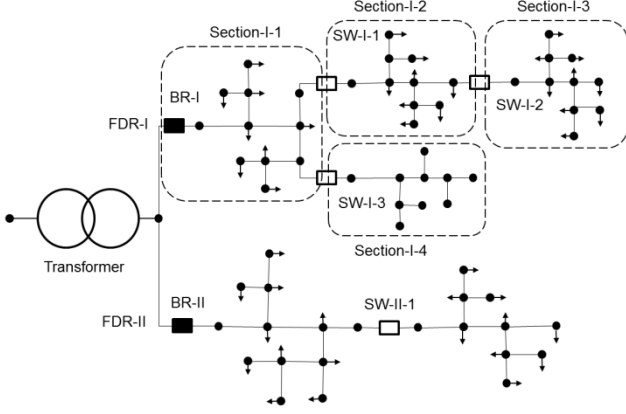 Section-I-1
Section-I-2
Section-I-3
SW-I-1
BR-I
SW-I-2
FDR-I
SW-I-3
Section-I-4
Transformer
BR-II
SW-II-1
FDR-II